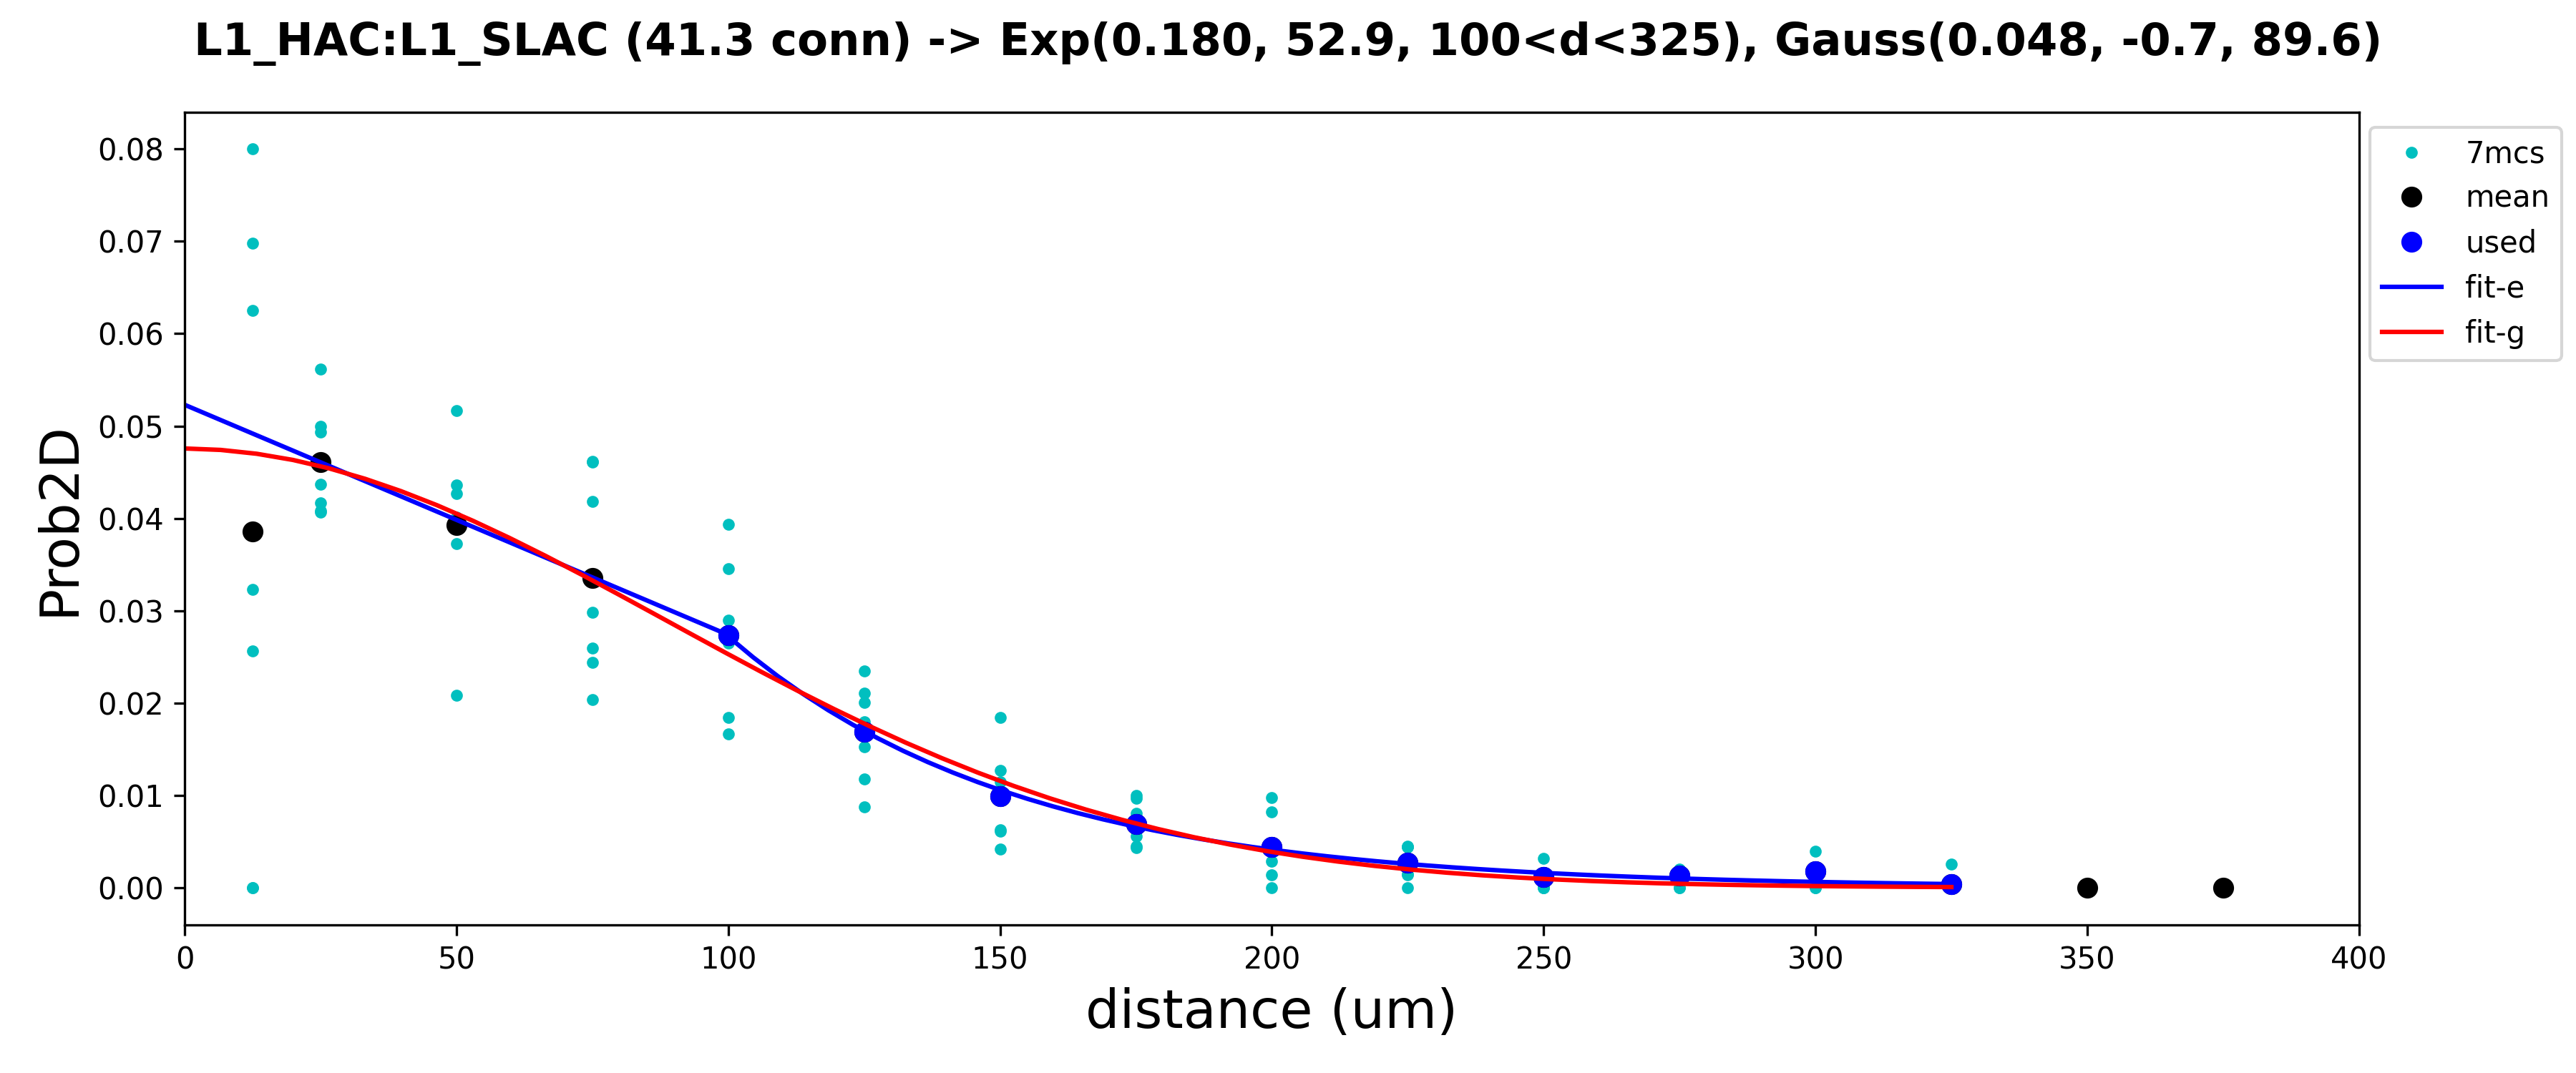 L1_HAC:L1_SLAC (41.3 conn) -> Exp(0.180, 52.9, 100<d<325), Gauss(0.048, -0.7, 89.6)
Prob2D
0.08
0.07
0.06
0.05
0.04
0.03
0.02
0.01
0.00
0 50 100 150 200 250 300 350 400
distance (um)
7mcs
mean
used
fit-e
fit-g